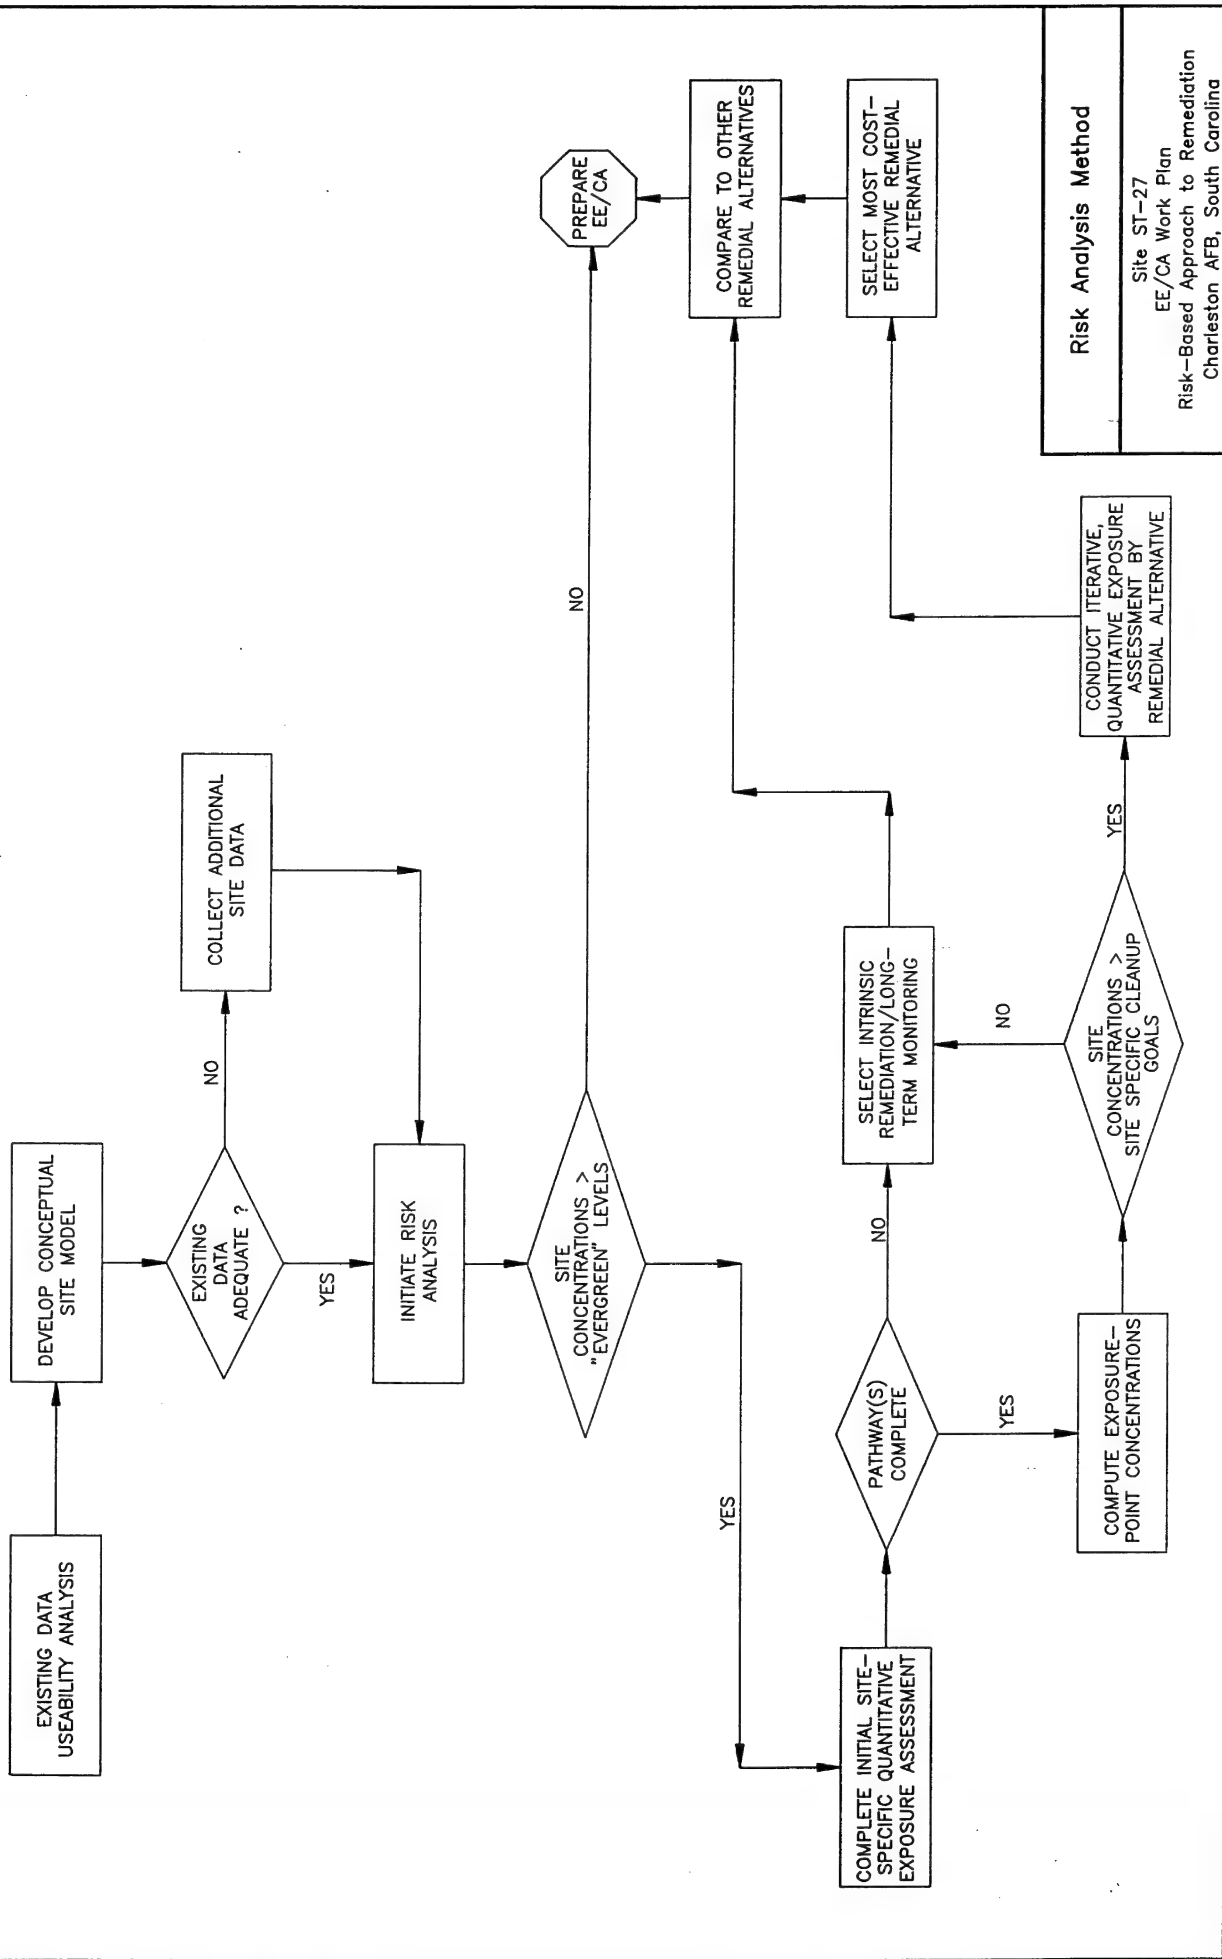 EXISTING DATA
USEABILITY ANALYSIS
DEVELOP CONCEPTUAL
SITE MODEL
EXISTING
DATA
ADEQUATE ?
NO
COLLECT ADDITIONAL
SITE DATA
YES
INITIATE RISK
ANALYSIS
SITE
CONCENTRATIONS >
"EVERGREEN" LEVELS
NO
PREPARE
EE/CA
YES
COMPLETE INITIAL SITE–
SPECIFIC QUANTITATIVE
EXPOSURE ASSESSMENT
PATHWAY(S)
COMPLETE
NO
SELECT INTRINSIC
REMEDIATION/LONG–
TERM MONITORING
COMPARE TO OTHER
REMEDIAL ALTERNATIVES
YES
COMPUTE EXPOSURE–
POINT CONCENTRATIONS
SITE
CONCENTRATIONS >
SITE SPECIFIC CLEANUP
GOALS
NO
YES
CONDUCT ITERATIVE,
QUANTITATIVE EXPOSURE
ASSESSMENT BY
REMEDIAL ALTERNATIVE
SELECT MOST COST–
EFFECTIVE REMEDIAL
ALTERNATIVE
Risk Analysis Method
Site ST–27
EE/CA Work Plan
Risk–Based Approach to Remediation
Charleston AFB, South Carolina